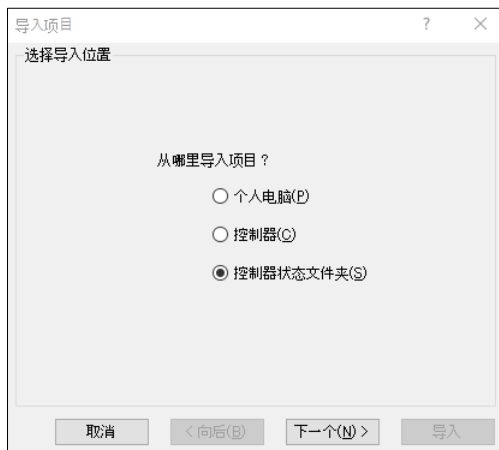 导入项目 ?
选择导入位置
从哪里导入项目？
个人电脑(P)
控制器(C)
控制器状态文件夹(S)
取消 < 向后(B) 下一个(N) > 导入